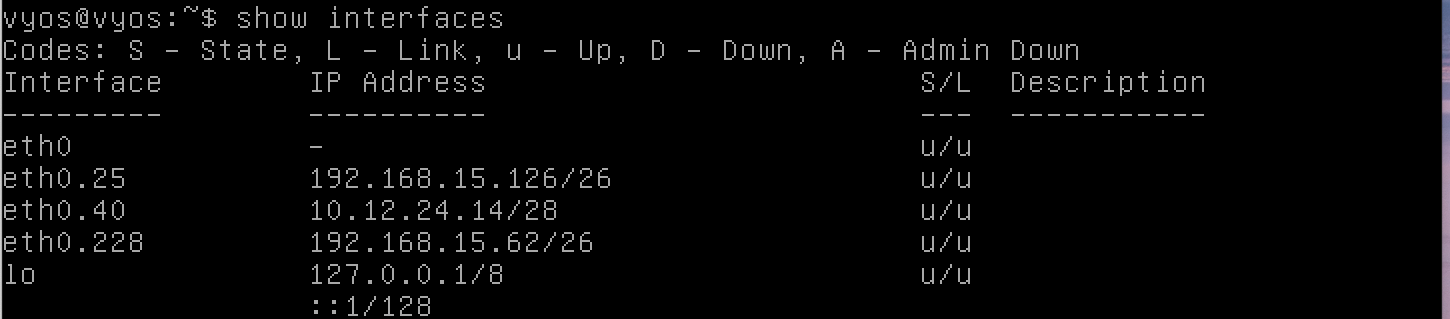 vyos@vyos:~$ show interfaces
Codes: S - State, L - Link, u - Up, D - Down, A - Admin Down
Interface        IP Address                        S/L  Description
---------        ----------                        ---  -----------
eth0             -                                 u/u
eth0.25          192.168.15.126/26                 u/u
eth0.40          10.12.24.14/28                    u/u
eth0.228         192.168.15.62/26                  u/u
lo               127.0.0.1/8                       u/u
                 ::1/128